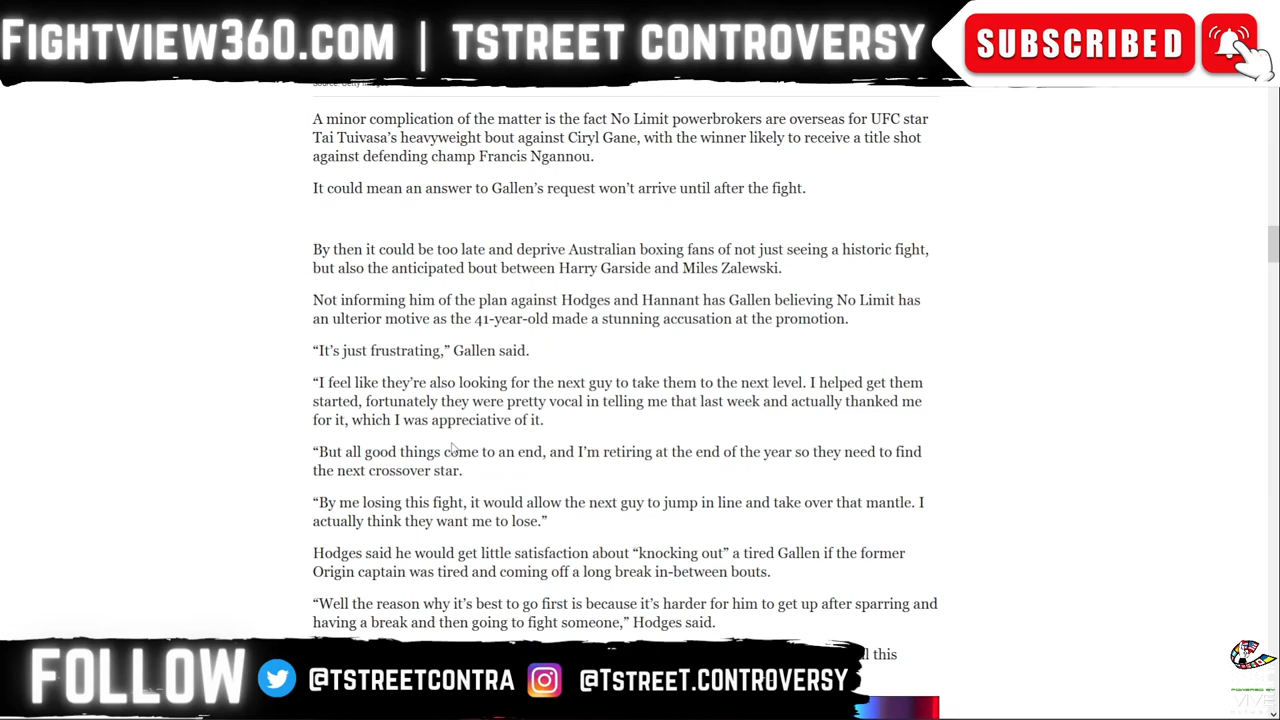 FIGHTVIEW360.COM | TSTREET CONTROVERSY
SUBSCRIBED
A minor complication of the matter is the fact No Limit powerbrokers are overseas for UFC star
Tai Tuivasa’s heavyweight bout against Ciryl Gane, with the winner likely to receive a title shot
against defending champ Francis Ngannou.
It could mean an answer to Gallen’s request won’t arrive until after the fight.
By then it could be too late and deprive Australian boxing fans of not just seeing a historic fight,
but also the anticipated bout between Harry Garside and Miles Zalewski.
Not informing him of the plan against Hodges and Hannant has Gallen believing No Limit has
an ulterior motive as the 41-year-old made a stunning accusation at the promotion.
“It’s just frustrating,” Gallen said.
“I feel like they’re also looking for the next guy to take them to the next level. I helped get them
started, fortunately they were pretty vocal in telling me that last week and actually thanked me
for it, which I was appreciative of it.
“But all good things come to an end, and I’m retiring at the end of the year so they need to find
the next crossover star.
“By me losing this fight, it would allow the next guy to jump in line and take over that mantle. I
actually think they want me to lose.”
Hodges said he would get little satisfaction about “knocking out” a tired Gallen if the former
Origin captain was tired and coming off a long break in-between bouts.
“Well the reason why it’s best to go first is because it’s harder for him to get up after sparring and
having a break and then going to fight someone,” Hodges said.
this
FOLLOW @TSTREETCONTRA @TSTREET.CONTROVERSY
POWERED BY